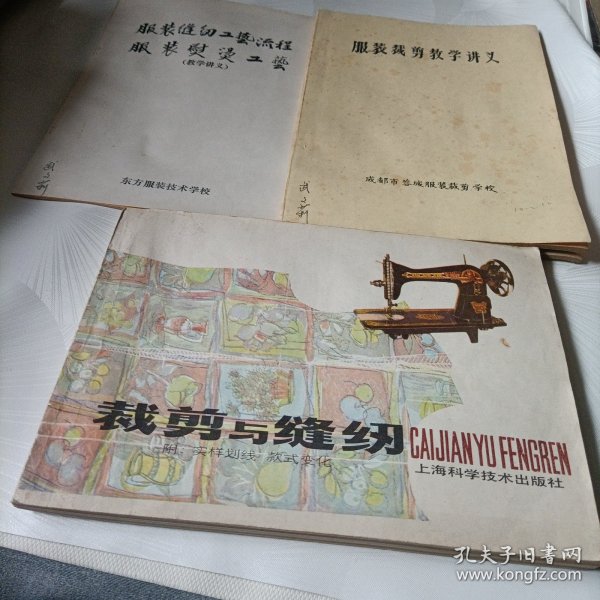 服装缝纫工艺流程
服装熨烫工艺
(教学讲义)
东方服装技术学校
服装裁剪教学讲义
成都市蓉城服装裁剪学校
裁剪与缝纫
附:实样划线 款式变化
CAIJIAN YU FENGREN
上海科学技术出版社
孔夫子旧书网
www.kongfz.com